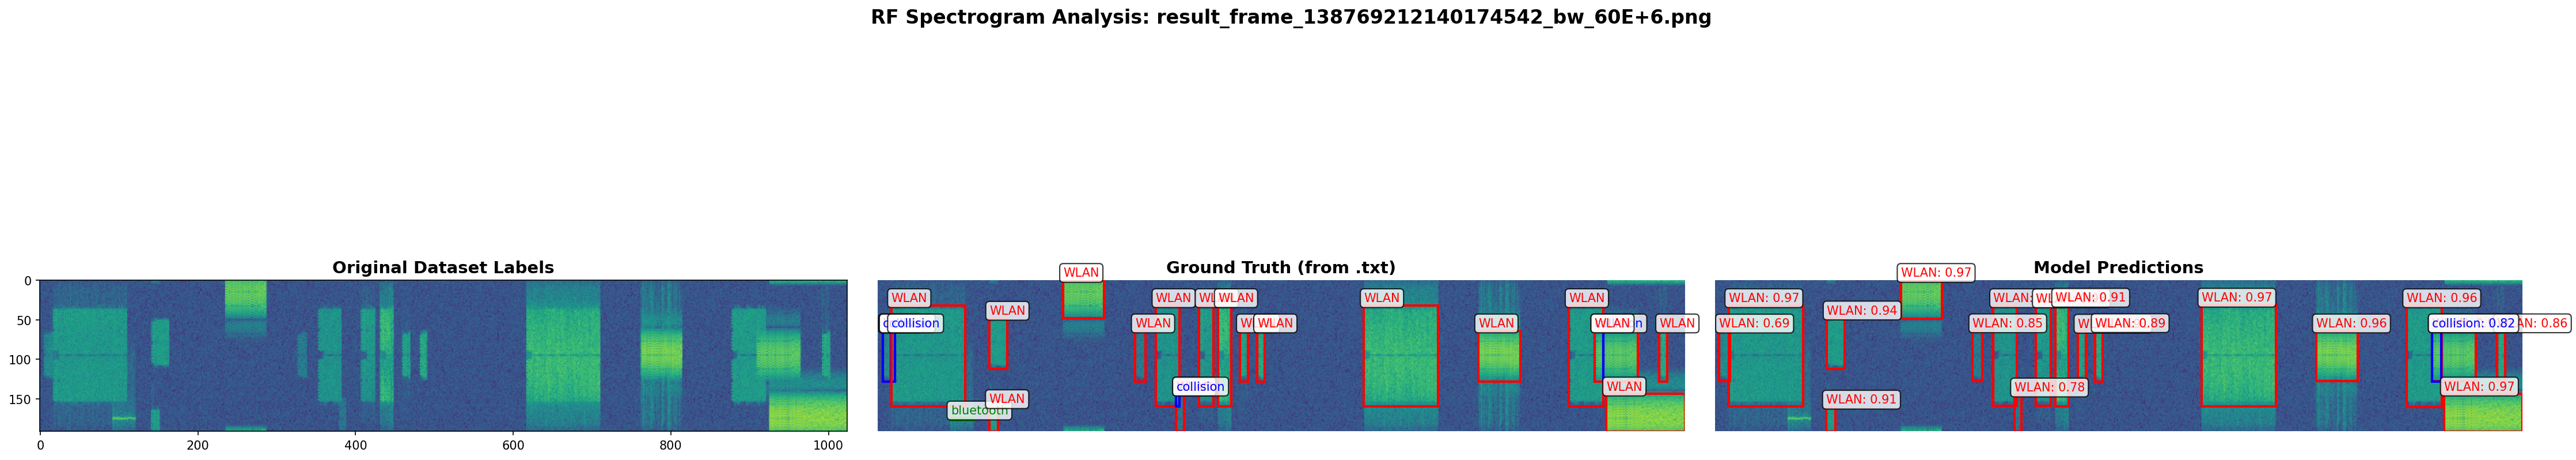 RF Spectrogram Analysis: result_frame_138769212140174542_bw_60E+6.png
Original Dataset Labels
0
50
100
150
0
200
400
600
800
1000
Ground Truth (from .txt)
WLAN
WLAN
WLAN
WLAN
WLAN
WLAN
WLAN
WLAN
collision
WLAN
WLAN
WLAN
WLAN
WLAN
WLAN
collision
WLAN
bluetooth
WLAN
Model Predictions
WLAN: 0.97
WLAN: 0.97
WLAN:
WLAN: 0.91
WLAN: 0.97
WLAN: 0.96
WLAN: 0.94
WLAN: 0.69
WLAN: 0.85
WLAN: 0.89
WLAN: 0.96
collision: 0.82
AN: 0.86
WLAN: 0.78
WLAN: 0.97
WLAN: 0.91